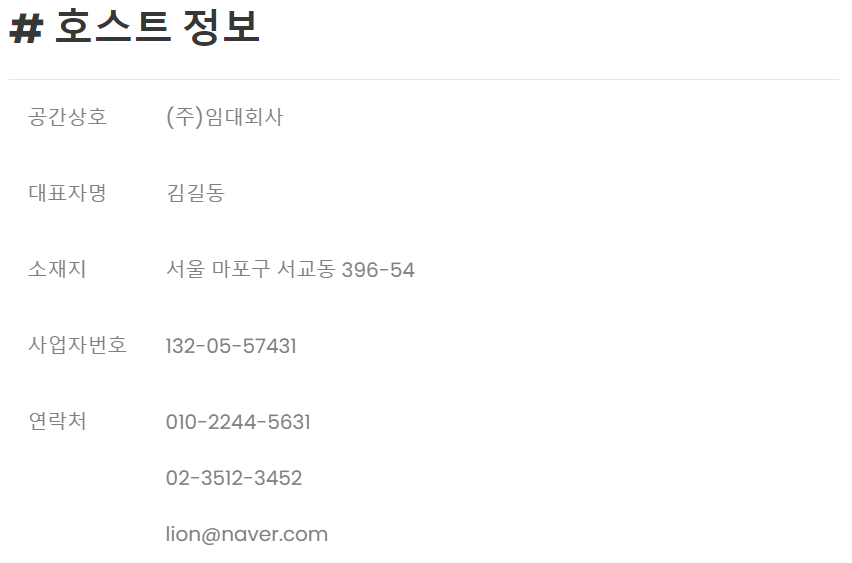 # 호스트 정보
공간상호 (주)임대회사
대표자명 김길동
소재지 서울 마포구 서교동 396-54
사업자번호 132-05-57431
연락처 010-2244-5631
02-3512-3452
lion@naver.com